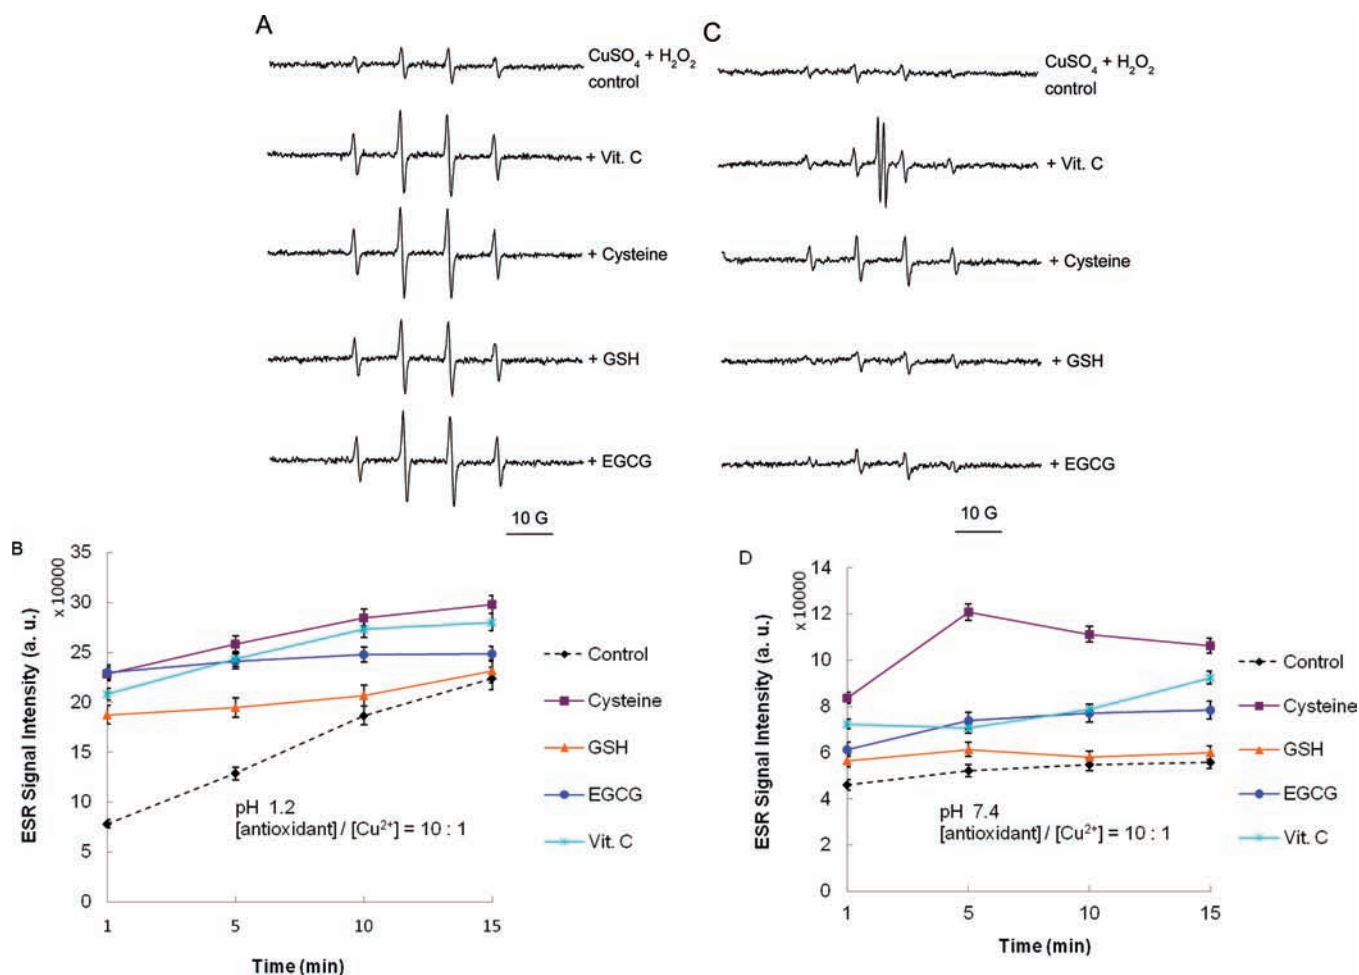 A
CuSO4 + H2O2
control
+ Vit. C
+ Cysteine
+ GSH
+ EGCG
10 G
C
CuSO4 + H2O2
control
+ Vit. C
+ Cysteine
+ GSH
+ EGCG
10 G
B
ESR Signal Intensity (a. u.)
x 10000
35
30
25
20
15
10
5
0
1
5
10
15
Time (min)
pH 1.2
[antioxidant] / [Cu2+] = 10 : 1
Control
Cysteine
GSH
EGCG
Vit. C
D
ESR Signal Intensity (a. u.)
x 10000
14
12
10
8
6
4
2
0
1
5
10
15
Time (min)
pH 7.4
[antioxidant] / [Cu2+] = 10 : 1
Control
Cysteine
GSH
EGCG
Vit. C